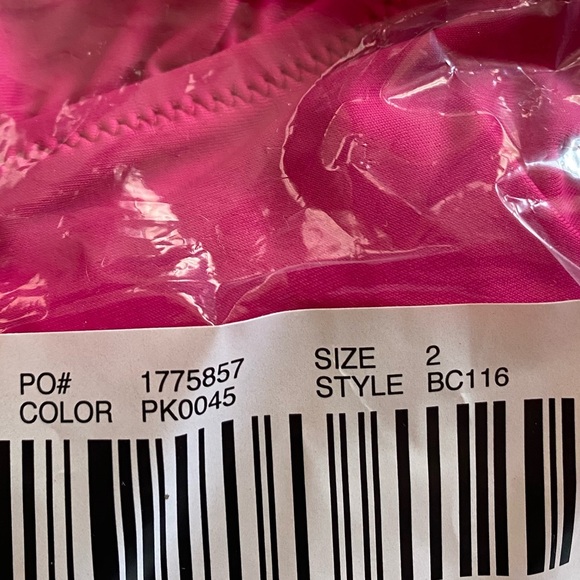 PO# 1775857 SIZE 2
COLOR PK0045 STYLE BC116